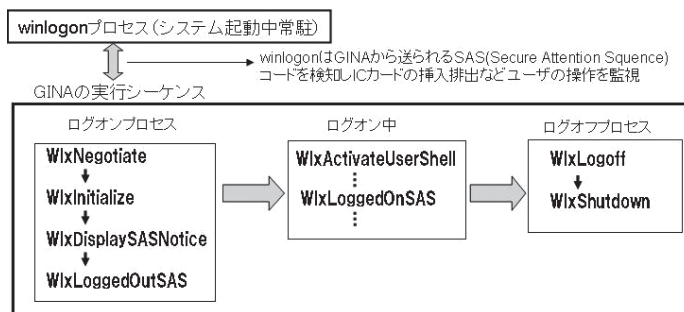 winlogonプロセス(システム起動中常駐)
winlogonはGINAから送られるSAS(Secure Attention Squence)
コードを検知しICカードの挿入排出などユーザの操作を監視
GINAの実行シーケンス
ログオンプロセス
WlxNegotiate
WlxInitialize
WlxDisplaySASNotice
WlxLoggedOutSAS
ログオン中
WlxActivateUserShell
WlxLoggedOnSAS
ログオフプロセス
WlxLogoff
WlxShutdown